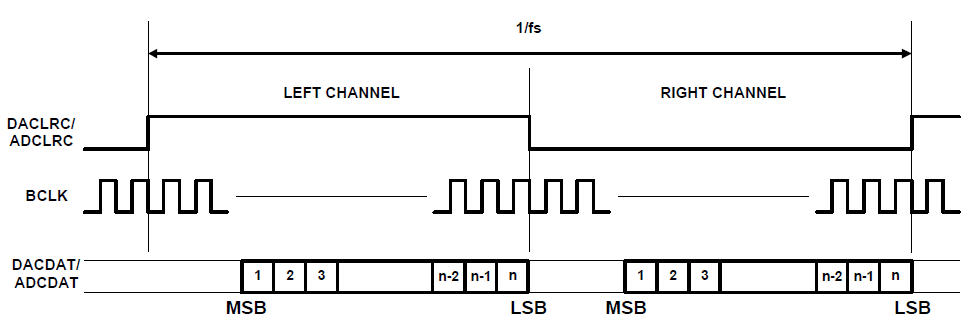 1/fs
LEFT CHANNEL RIGHT CHANNEL
DACLRC/
ADCLRC
BCLK
DACDAT/
ADCDAT
1 2 3 n-2 n-1 n 1 2 3 n-2 n-1 n
MSB LSB MSB LSB